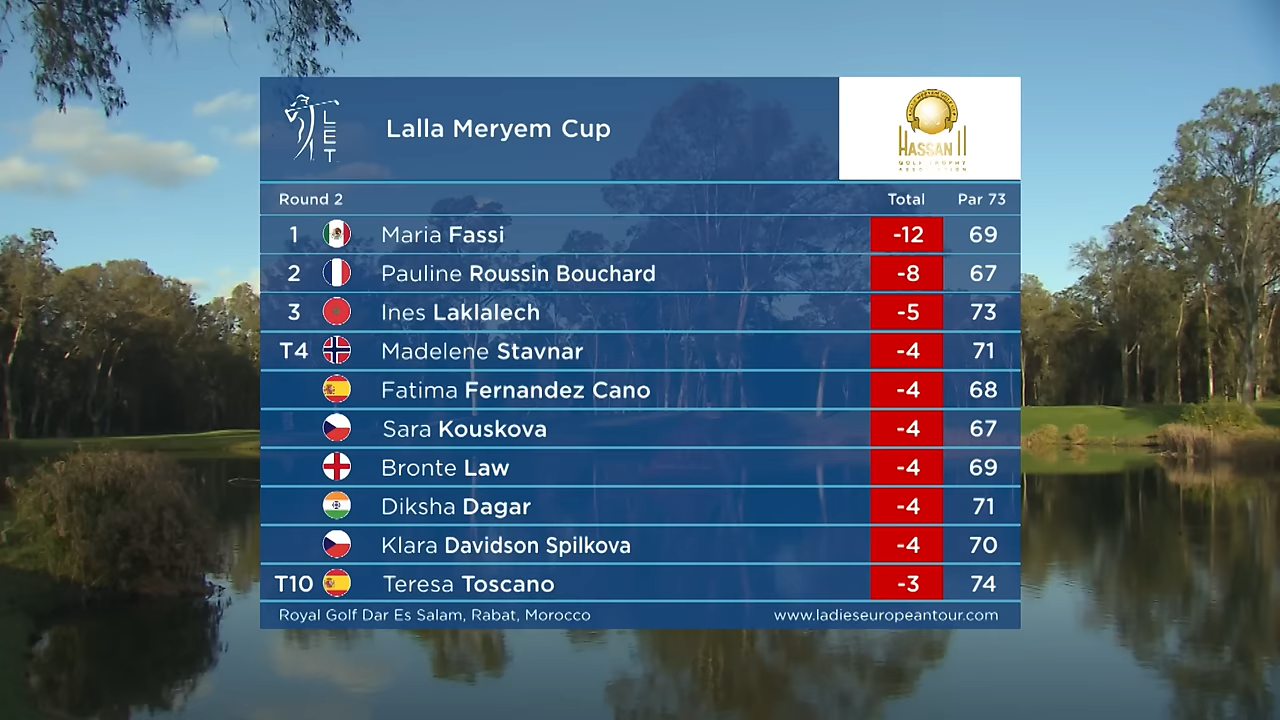 LET
Lalla Meryem Cup
HASSAN II
GOLF TROPHY
ASSOCIATION
Round 2 Total Par 73
1 Maria Fassi -12 69
2 Pauline Roussin Bouchard -8 67
3 Ines Laklalech -5 73
T4 Madelene Stavnar -4 71
Fatima Fernandez Cano -4 68
Sara Kouskova -4 67
Bronte Law -4 69
Diksha Dagar -4 71
Klara Davidson Spilkova -4 70
T10 Teresa Toscano -3 74
Royal Golf Dar Es Salam, Rabat, Morocco www.ladieseuropeantour.com